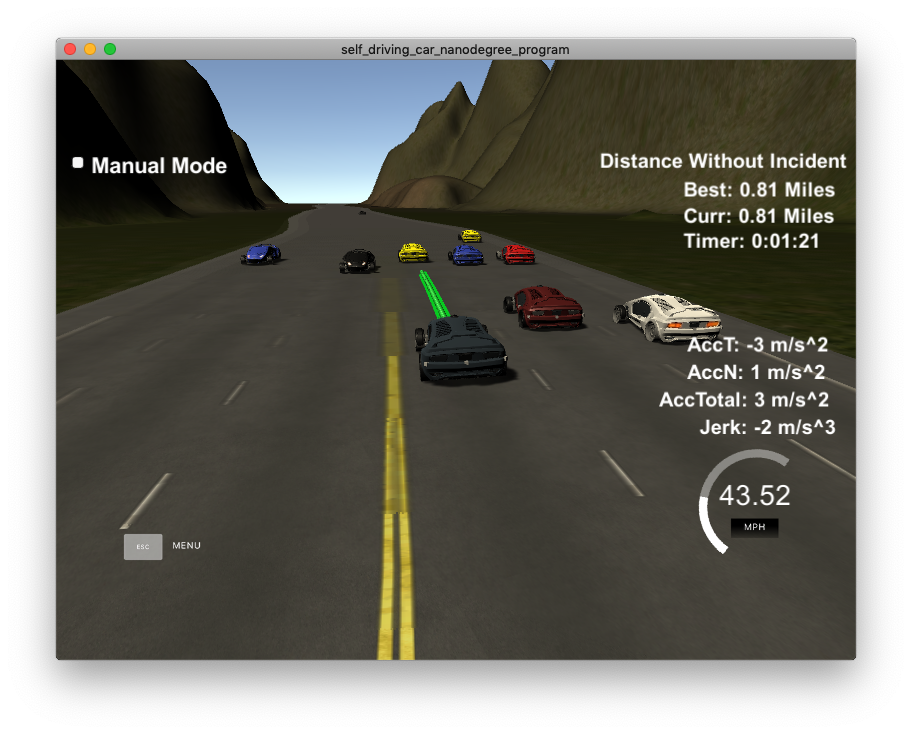 self_driving_car_nanodegree_program
Manual Mode
Distance Without Incident
Best: 0.81 Miles
Curr: 0.81 Miles
Timer: 0:01:21
AccT: -3 m/s^2
AccN: 1 m/s^2
AccTotal: 3 m/s^2
Jerk: -2 m/s^3
43.52
MPH
ESC MENU